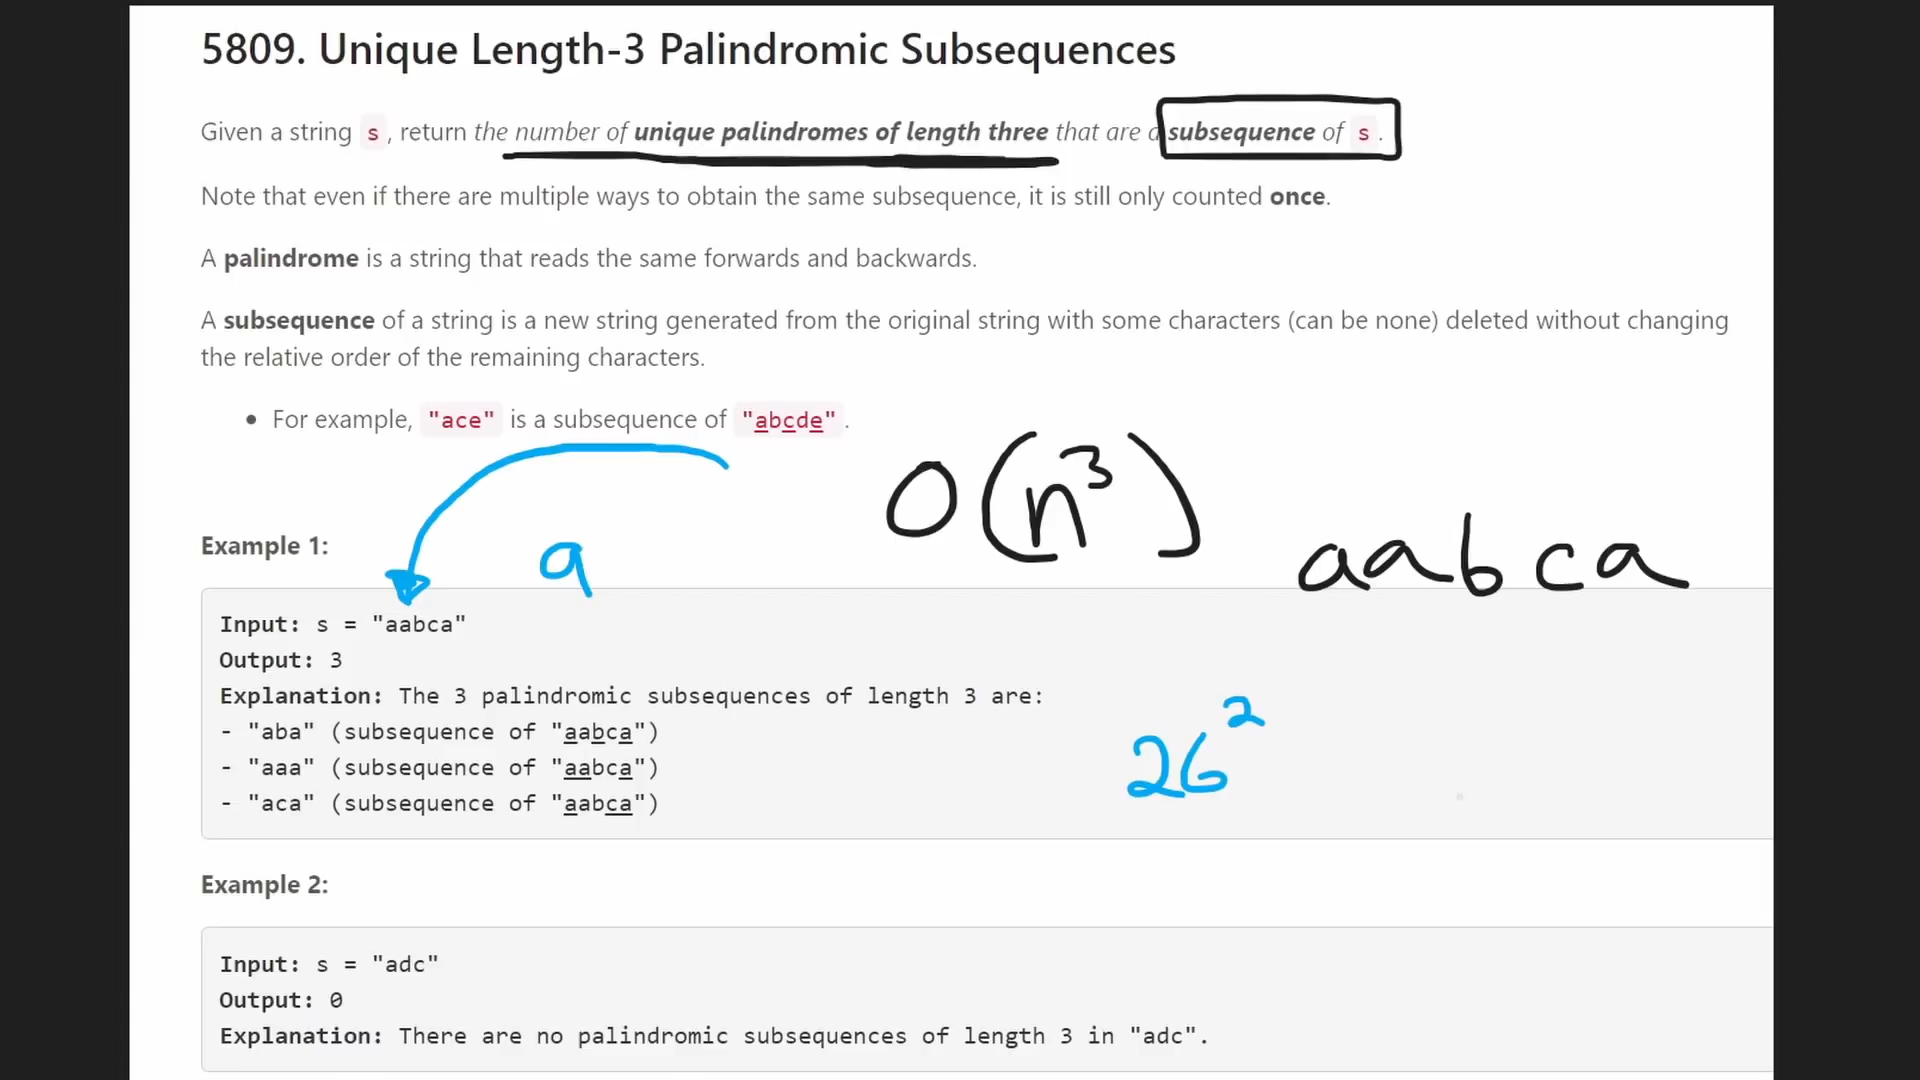 5809. Unique Length-3 Palindromic Subsequences
Given a string s, return the number of unique palindromes of length three that are a subsequence of s.
Note that even if there are multiple ways to obtain the same subsequence, it is still only counted once.
A palindrome is a string that reads the same forwards and backwards.
A subsequence of a string is a new string generated from the original string with some characters (can be none) deleted without changing
the relative order of the remaining characters.
• For example, "ace" is a subsequence of "abcde".
O(n³)
Example 1:
a
aabca
Input: s = "aabca"
Output: 3
Explanation: The 3 palindromic subsequences of length 3 are:
- "aba" (subsequence of "aabca")
- "aaa" (subsequence of "aabca")
- "aca" (subsequence of "aabca")
26²
Example 2:
Input: s = "adc"
Output: 0
Explanation: There are no palindromic subsequences of length 3 in "adc".